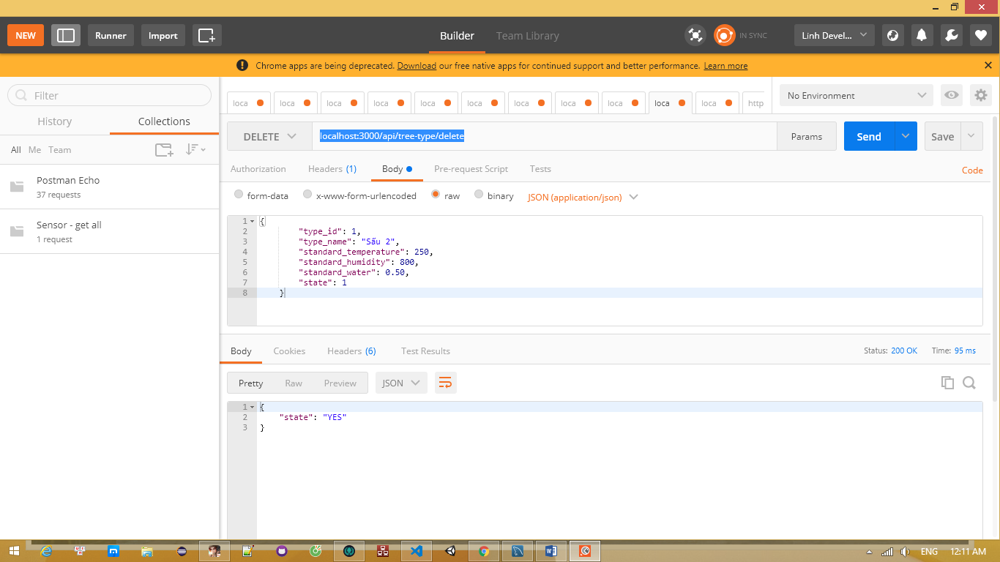 NEW
Runner
Import
Builder
Team Library
IN SYNC
Linh Devel...
Chrome apps are being deprecated. Download our free native apps for continued support and better performance. Learn more
Filter
History
Collections
All Me Team
Postman Echo
37 requests
Sensor - get all
1 request
loca
loca
loca
loca
loca
loca
loca
loca
loca
loca
loca
http
No Environment
DELETE
localhost:3000/api/tree-type/delete
Params
Send
Save
Authorization
Headers (1)
Body
Pre-request Script
Tests
Code
form-data
x-www-form-urlencoded
raw
binary
JSON (application/json)
1 {
2 "type_id": 1,
3 "type_name": "Sấu 2",
4 "standard_temperature": 250,
5 "standard_humidity": 800,
6 "standard_water": 0.50,
7 "state": 1
8 }
Body
Cookies
Headers (6)
Test Results
Status: 200 OK
Time: 95 ms
Pretty
Raw
Preview
JSON
1 {
2 "state": "YES"
3 }
ENG
12:11 AM